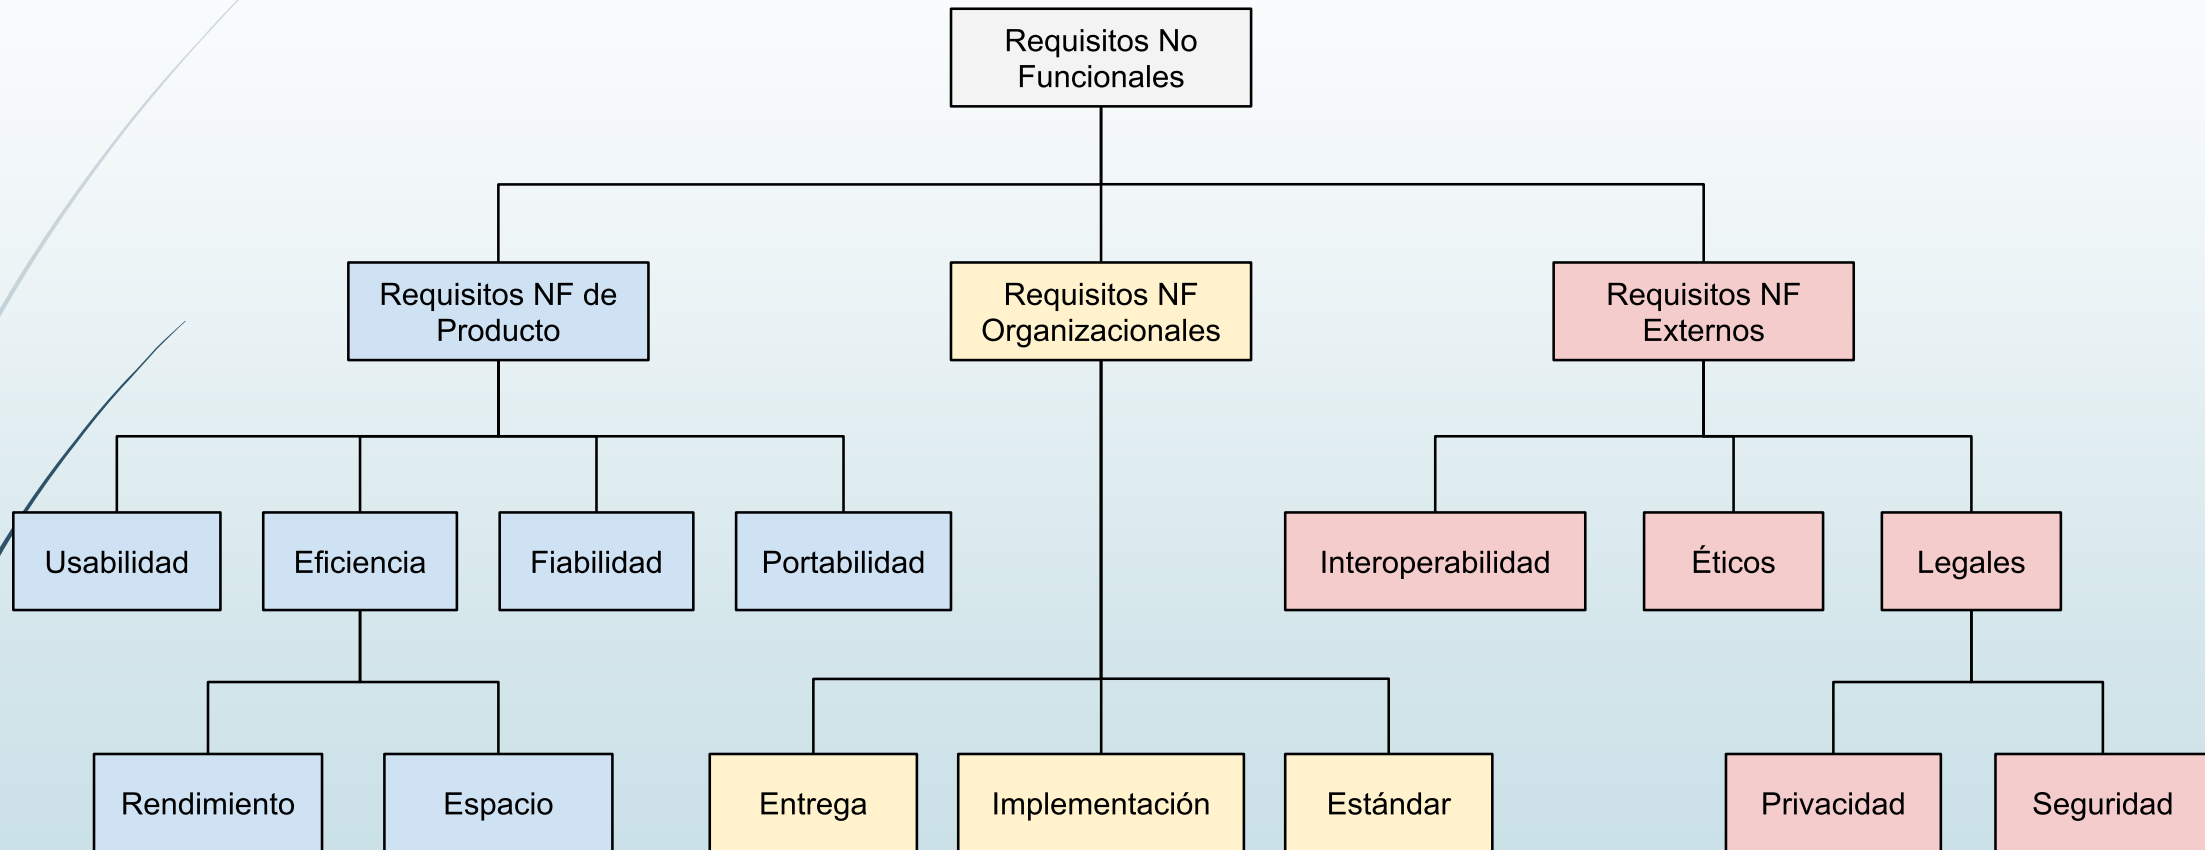 Requisitos No
Funcionales
Requisitos NF de
Producto
Requisitos NF
Organizacionales
Requisitos NF
Externos
Usabilidad
Eficiencia
Fiabilidad
Portabilidad
Interoperabilidad
Éticos
Legales
Rendimiento
Espacio
Entrega
Implementación
Estándar
Privacidad
Seguridad